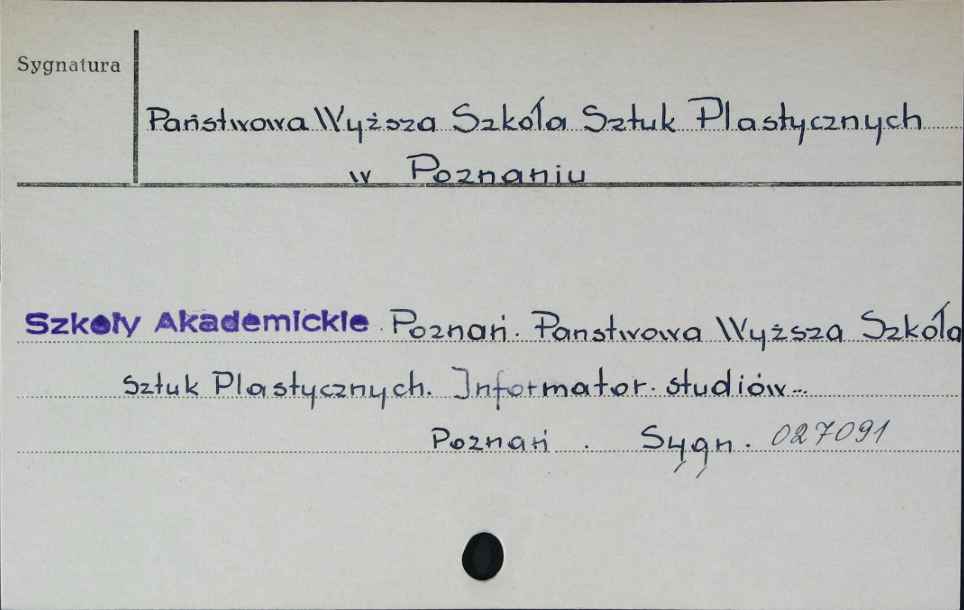 Sygnatura
Państwowa Wyższa Szkoła Sztuk Plastycznych
w Poznaniu
Szkoły Akademickie. Poznań. Państwowa Wyższa Szkoła
Sztuk Plastycznych. Informator. studiów...
Poznań . Sygn. 027091